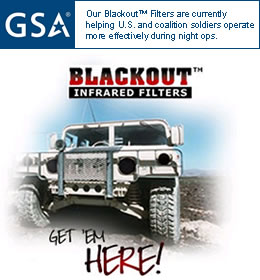 GSA®
Our Blackout™ Filters are currently
helping U.S. and coalition soldiers operate
more effectively during night ops.
BLACKOUT™
INFRARED FILTERS
GET 'EM
HERE!